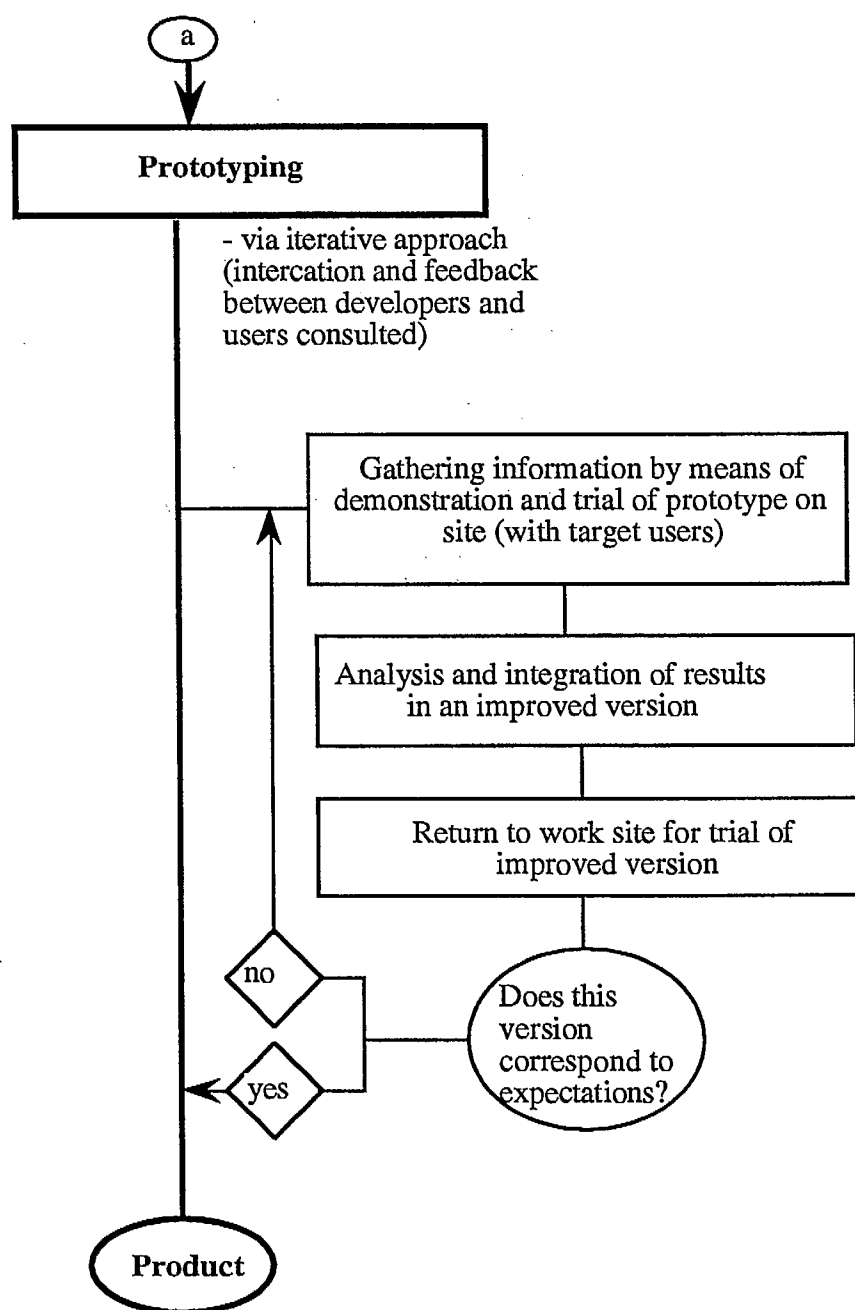 a
Prototyping
- via iterative approach
(intercation and feedback
between developers and
users consulted)
Gathering information by means of
demonstration and trial of prototype on
site (with target users)
Analysis and integration of results
in an improved version
Return to work site for trial of
improved version
no
Does this
version
correspond to
expectations?
yes
Product